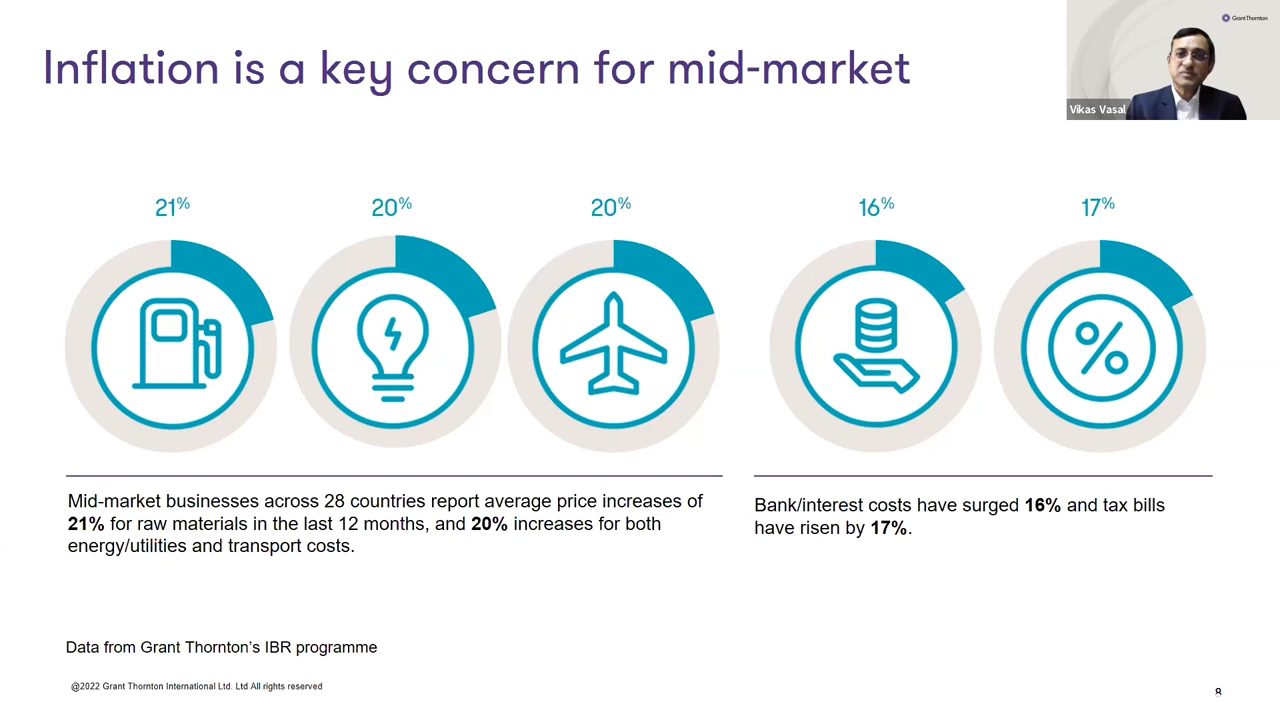 Inflation is a key concern for mid-market
GrantThornton
Vikas Vasal
21%
20%
20%
16%
17%
Mid-market businesses across 28 countries report average price increases of
21% for raw materials in the last 12 months, and 20% increases for both
energy/utilities and transport costs.
Bank/interest costs have surged 16% and tax bills
have risen by 17%.
Data from Grant Thornton’s IBR programme
@2022 Grant Thornton International Ltd. Ltd All rights reserved
8